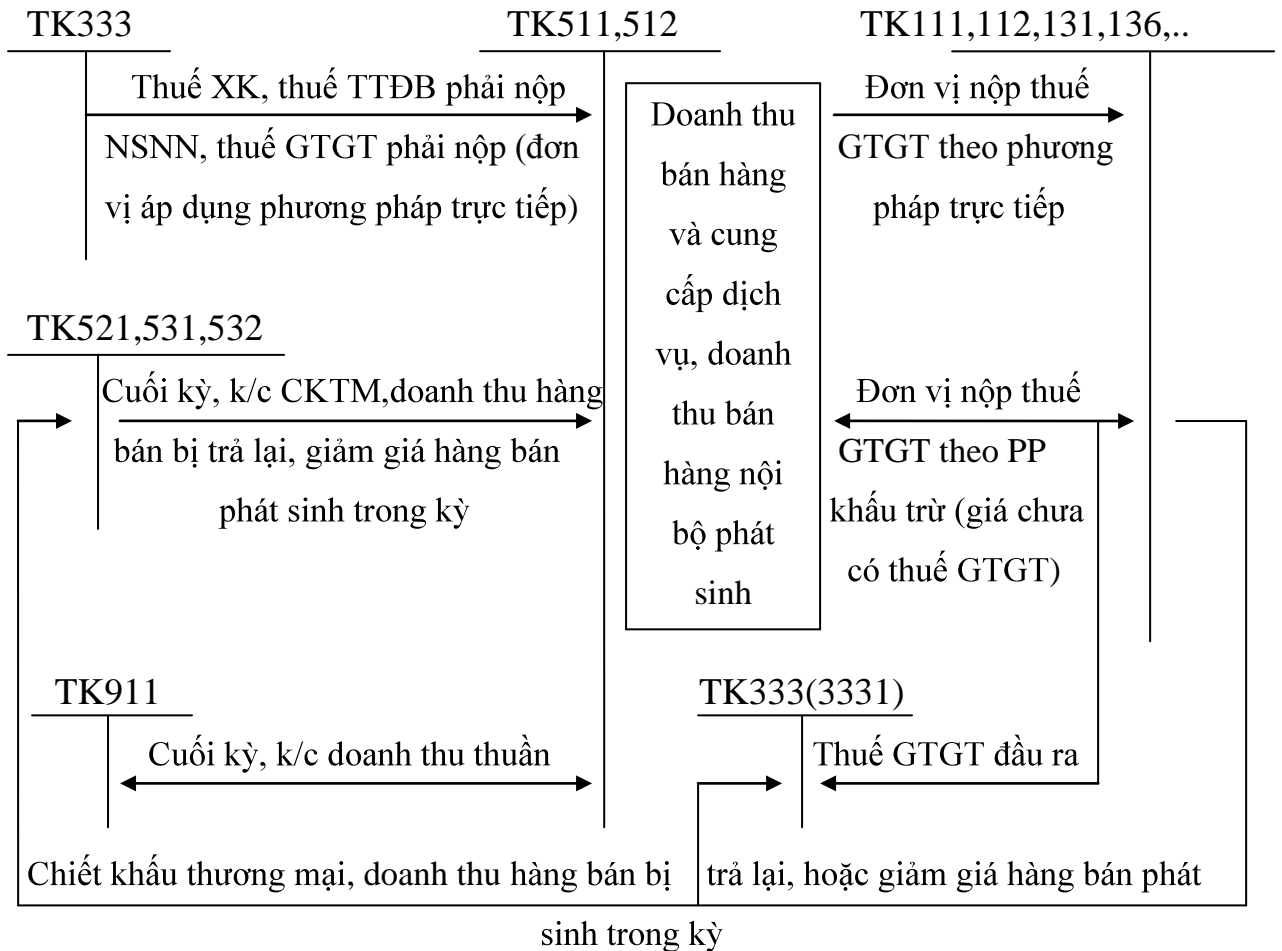 TK333
TK511,512
TK111,112,131,136,..
Thuế XK, thuế TTĐB phải nộp
NSNN, thuế GTGT phải nộp (đơn
vị áp dụng phương pháp trực tiếp)
Doanh thu
bán hàng
và cung
cấp dịch
vụ, doanh
thu bán
hàng nội
bộ phát
sinh
Đơn vị nộp thuế
GTGT theo phương
pháp trực tiếp
TK521,531,532
Cuối kỳ, k/c CKTM,doanh thu hàng
bán bị trả lại, giảm giá hàng bán
phát sinh trong kỳ
Đơn vị nộp thuế
GTGT theo PP
khấu trừ (giá chưa
có thuế GTGT)
TK911
Cuối kỳ, k/c doanh thu thuần
TK333(3331)
Thuế GTGT đầu ra
Chiết khấu thương mại, doanh thu hàng bán bị trả lại, hoặc giảm giá hàng bán phát
sinh trong kỳ